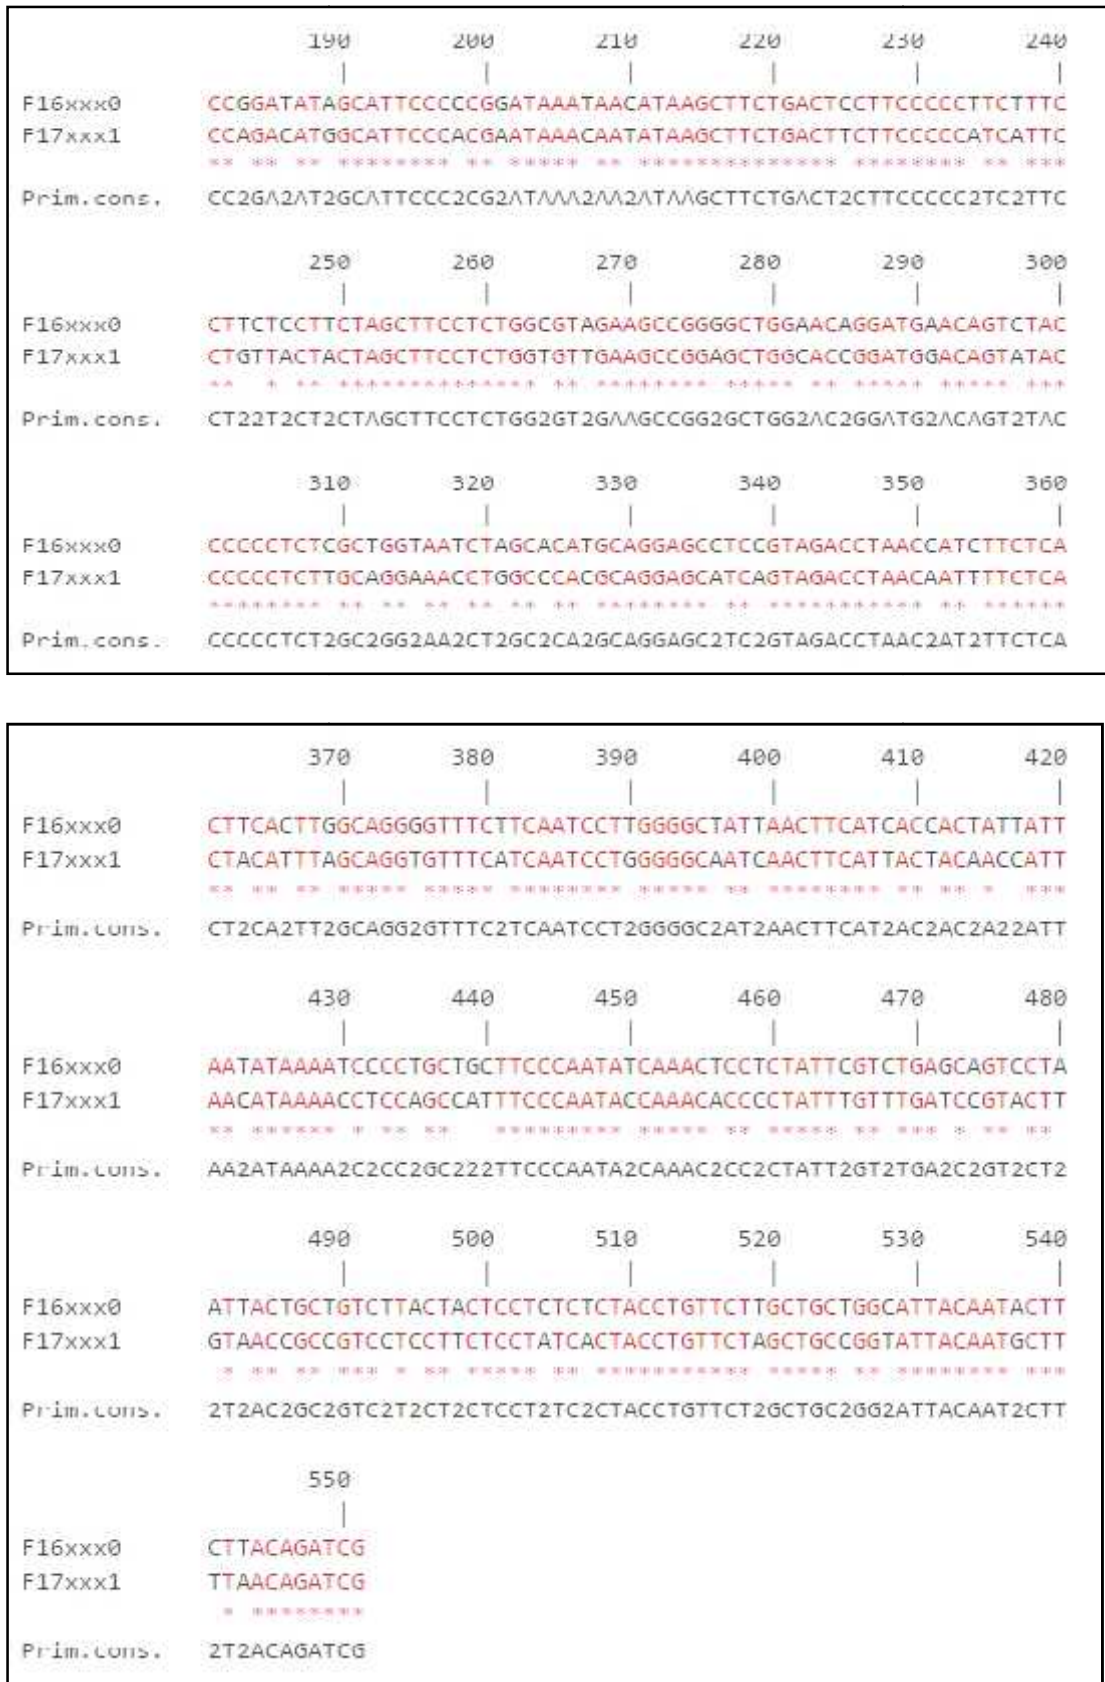 190 200 210 220 230 240
| | | | | |
F16xxx0 CCGGATATAGCATTCCCCCGGATAAATAACATAAGCTTCTGACTCCTTCCCCCTTCTTTC
F17xxx1 CCAGACATGGCATTCCCACGAATAAACAATATAAGCTTCTGACTTCTTCCCCCATCATTC
** ** ** ******** ** ***** ** ************** ******** ** ***
Prim.cons. CC2GA2AT2GCATTCCC2CG2ATAAA2AA2ATAAGCTTCTGACT2CTTCCCCC2TC2TTC
250 260 270 280 290 300
| | | | | |
F16xxx0 CTTCTCCTTCTAGCTTCCTCTGGCGTAGAAGCCGGGGCTGGAACAGGATGAACAGTCTAC
F17xxx1 CTGTTACTACTAGCTTCCTCTGGTGTTGAAGCCGGAGCTGGCACCGGATGGACAGTATAC
**  * ** ************** ** ******** ***** ** ***** ***** ***
Prim.cons. CT22T2CT2CTAGCTTCCTCTGG2GT2GAAGCCGG2GCTGG2AC2GGATG2ACAGT2TAC
310 320 330 340 350 360
| | | | | |
F16xxx0 CCCCCTCTCGCTGGTAATCTAGCACATGCAGGAGCCTCCGTAGACCTAACCATCTTCTCA
F17xxx1 CCCCCTCTTGCAGGAAACCTGGCCCACGCAGGAGCATCAGTAGACCTAACAATTTTCTCA
******** ** ** ** ** ** ** ******** ** *********** ** ******
Prim.cons. CCCCCTCT2GC2GG2AA2CT2GC2CA2GCAGGAGC2TC2GTAGACCTAAC2AT2TTCTCA
370 380 390 400 410 420
| | | | | |
F16xxx0 CTTCACTTGGCAGGGGTTTCTTCAATCCTTGGGGCTATTAACTTCATCACCACTATTATT
F17xxx1 CTACATTTAGCAGGTGTTTCATCAATCCTGGGGGCAATCAACTTCATTACTACAACCATT
** ** ** ***** ***** ******** ***** ** ******** ** ** *  ***
Prim.cons. CT2CA2TT2GCAGG2GTTTC2TCAATCCT2GGGGC2AT2AACTTCAT2AC2AC2A22ATT
430 440 450 460 470 480
| | | | | |
F16xxx0 AATATAAAATCCCCTGCTGCTTCCCAATATCAAACTCCTCTATTCGTCTGAGCAGTCCTA
F17xxx1 AACATAAAACCTCCAGCCATTTCCCAATACCAAACACCCCTATTTGTTTGATCCGTACTT
** ****** * ** **   ********* ***** ** ***** ** *** * ** **
Prim.cons. AA2ATAAAA2C2CC2GC222TTCCCAATA2CAAAC2CC2CTATT2GT2TGA2C2GT2CT2
490 500 510 520 530 540
| | | | | |
F16xxx0 ATTACTGCTGTCTTACTACTCCTCTCTCTACCTGTTCTTGCTGCTGGCATTACAATACTT
F17xxx1 GTAACCGCCGTCCTCCTTCTCCTATCACTACCTGTTCTAGCTGCCGGTATTACAATGCTT
* ** ** *** * ** ***** ** *********** ***** ** ******** ***
Prim.cons. 2T2AC2GC2GTC2T2CT2CTCCT2TC2CTACCTGTTCT2GCTGC2GG2ATTACAAT2CTT
550
|
F16xxx0 CTTACAGATCG
F17xxx1 TTAACAGATCG
* ********
Prim.cons. 2T2ACAGATCG